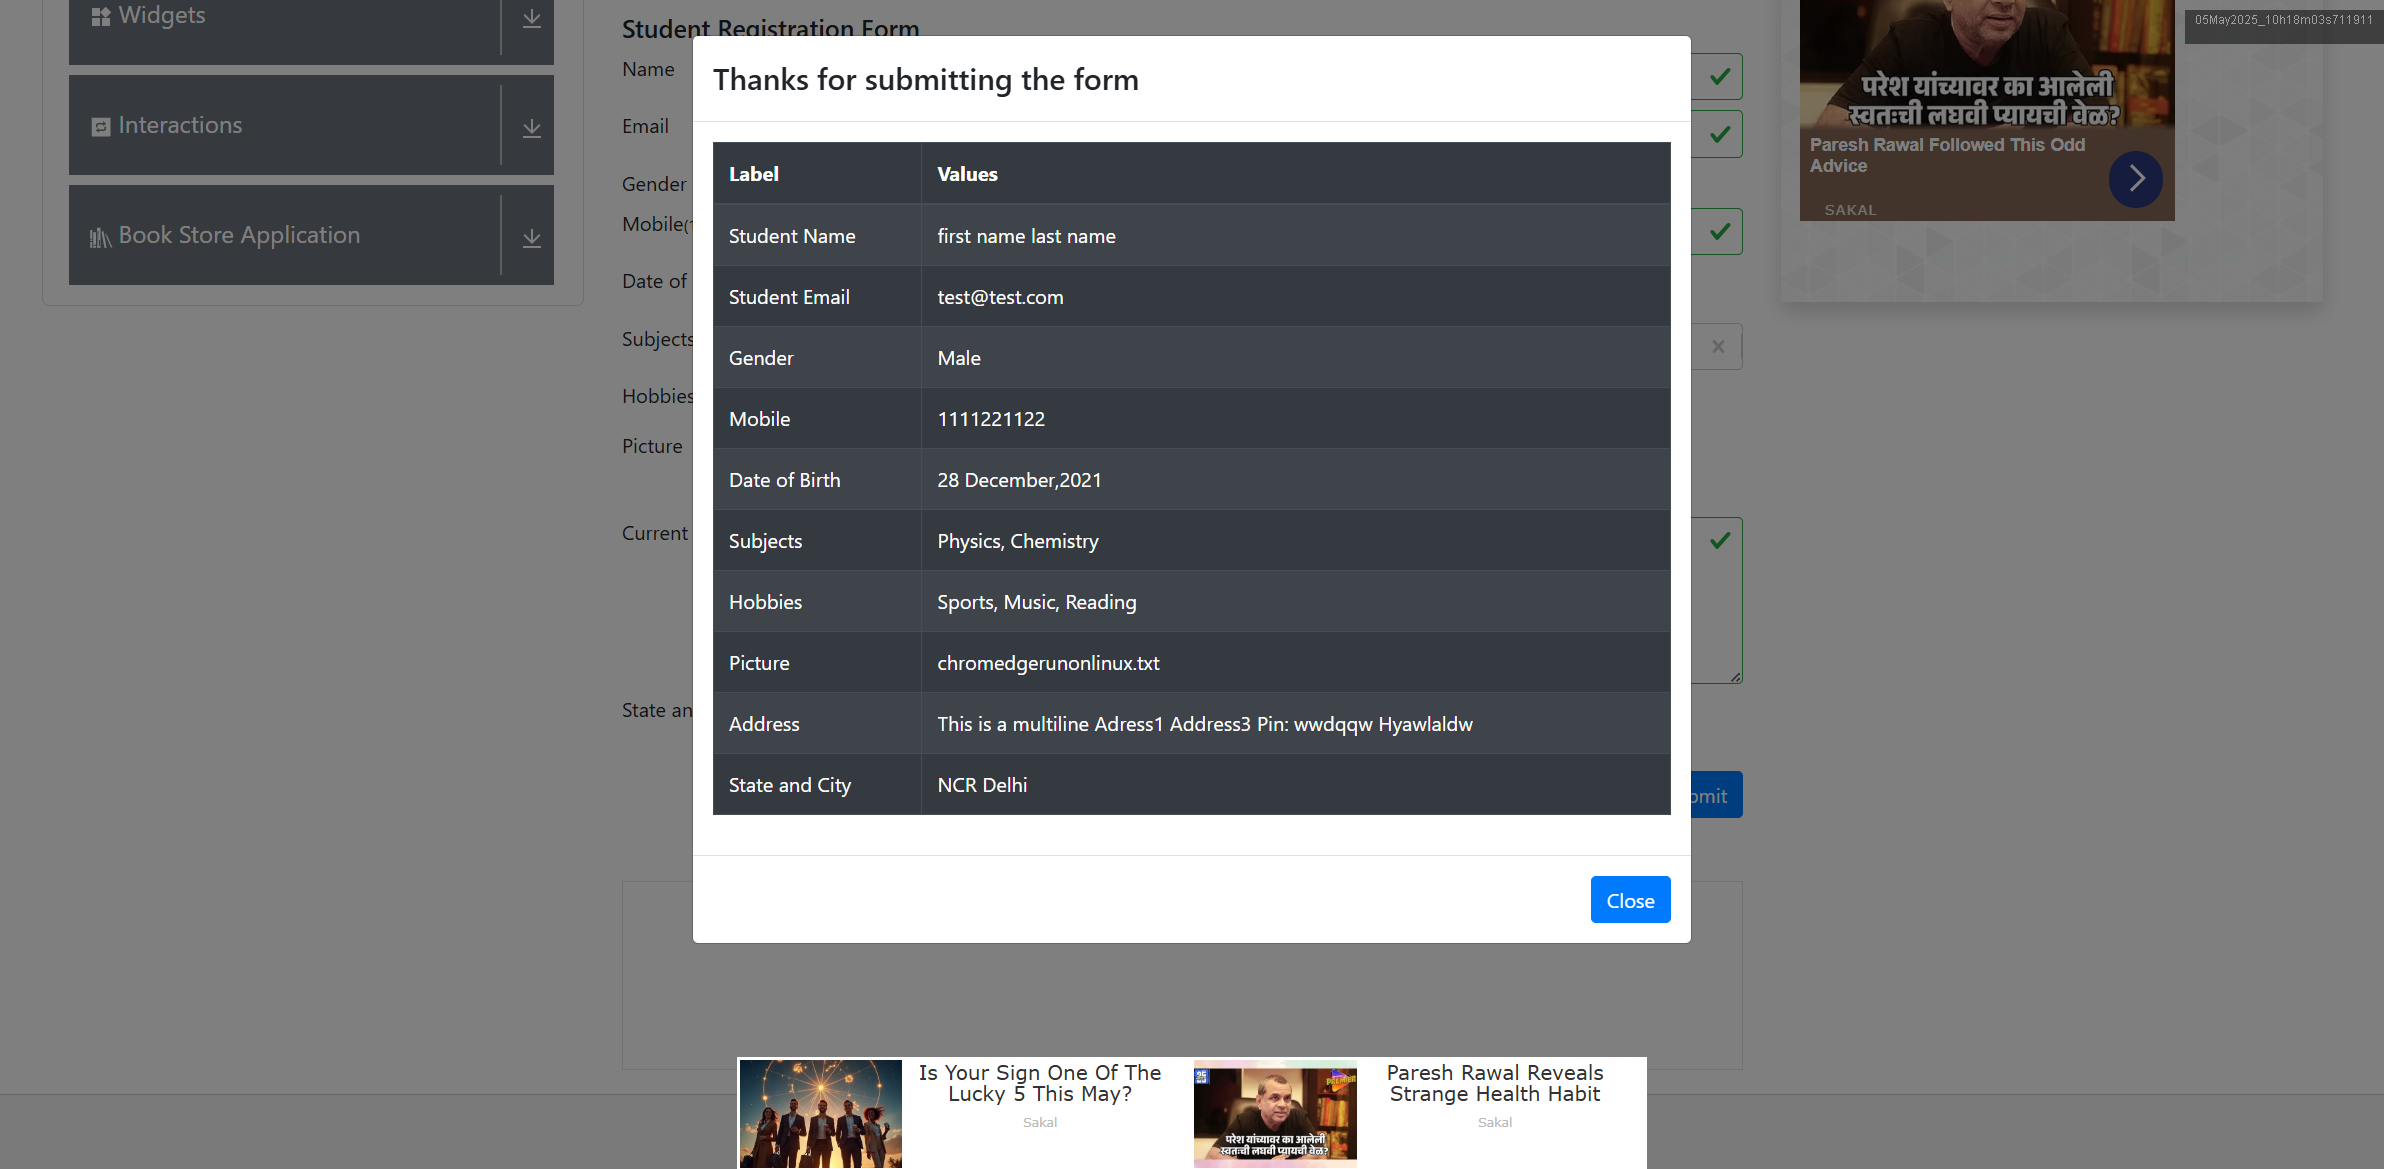 05May2025_10h18m03s711911
Widgets
Interactions
Book Store Application
Student Registration Form
Name
Email
Gender
Mobile(1
Date of
Subjects
Hobbies
Picture
Current
State an
bmit
Thanks for submitting the form
Label Values
Student Name first name last name
Student Email test@test.com
Gender Male
Mobile 1111221122
Date of Birth 28 December,2021
Subjects Physics, Chemistry
Hobbies Sports, Music, Reading
Picture chromedgerunonlinux.txt
Address This is a multiline Adress1 Address3 Pin: wwdqqw Hyawlaldw
State and City NCR Delhi
Close
परेश यांच्यावर का आलेली
स्वतःची लघवी प्यायची वेळ?
Paresh Rawal Followed This Odd
Advice
SAKAL
Is Your Sign One Of The
Lucky 5 This May?
Sakal
PREMIER
परेश यांच्यावर का आलेली
स्वतःची लघवी प्यायची वेळ?
Paresh Rawal Reveals
Strange Health Habit
Sakal